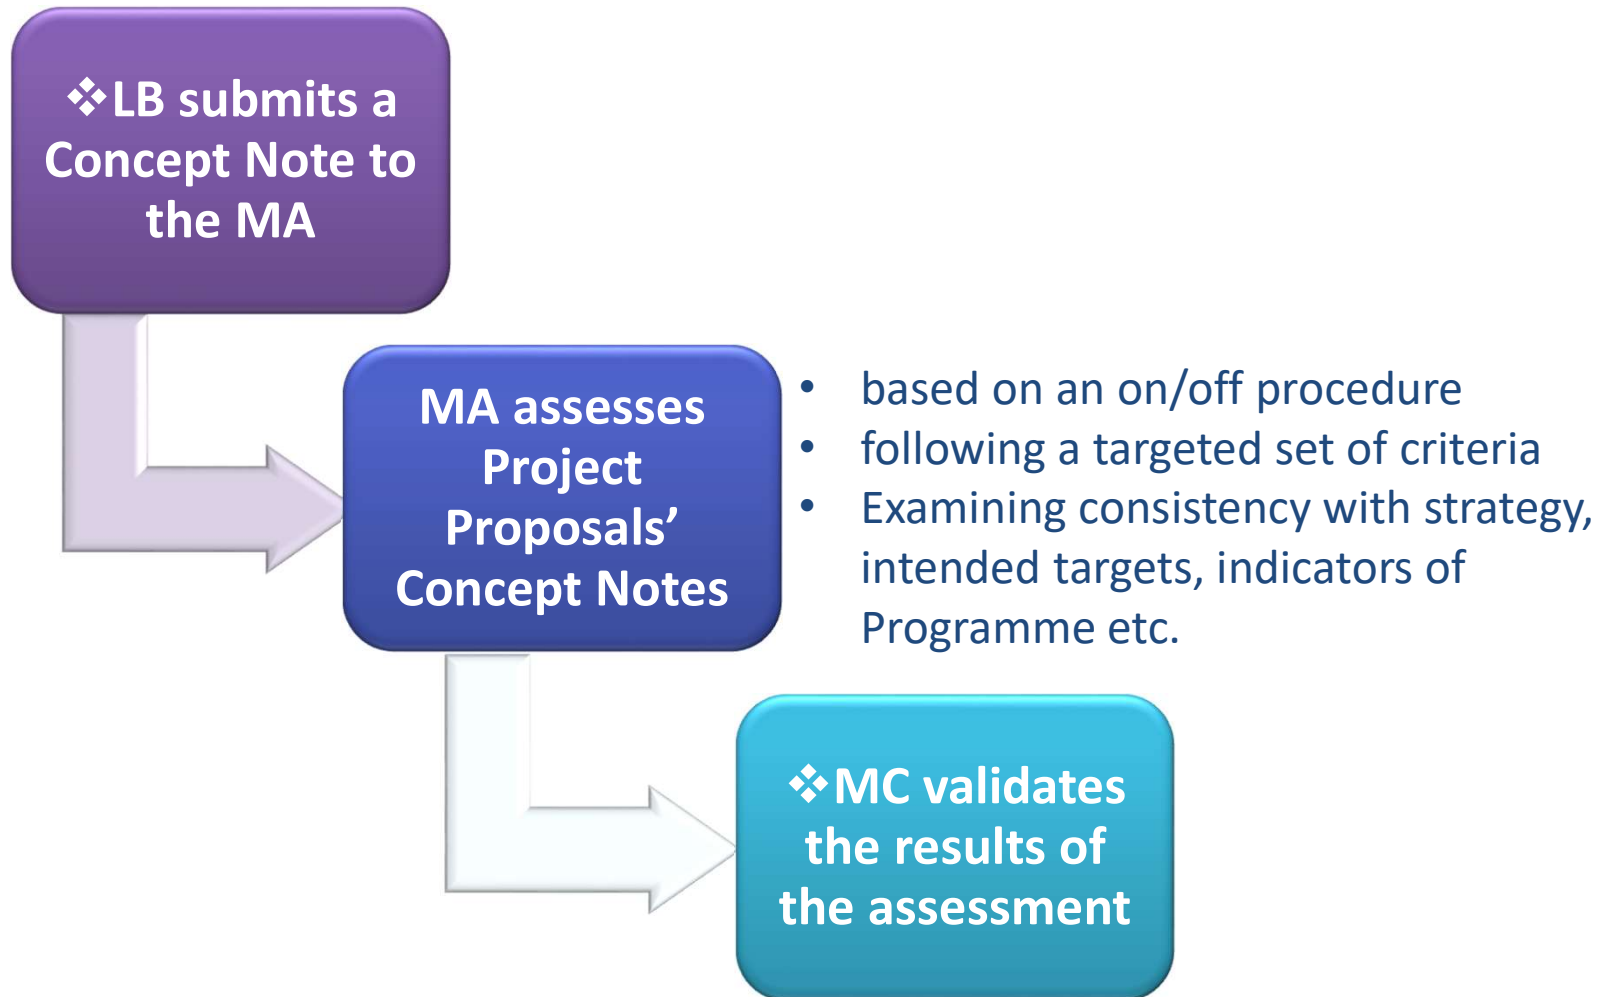 ❖LB submits a
Concept Note to
the MA
MA assesses
Project
Proposals’
Concept Notes
• based on an on/off procedure
• following a targeted set of criteria
• Examining consistency with strategy,
intended targets, indicators of
Programme etc.
❖MC validates
the results of
the assessment